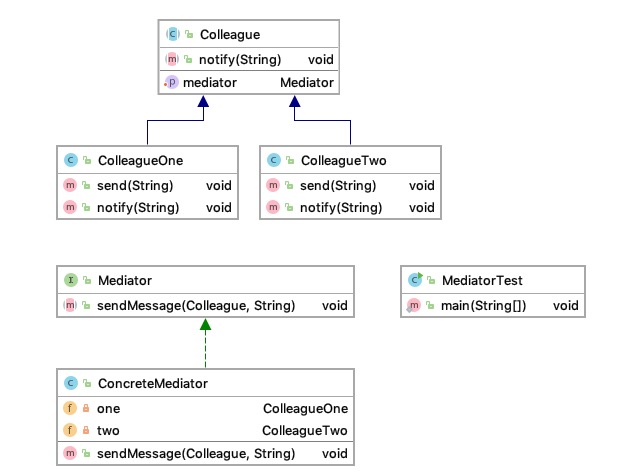 Colleague
notify(String) void
mediator Mediator
ColleagueOne
send(String) void
notify(String) void
ColleagueTwo
send(String) void
notify(String) void
Mediator
sendMessage(Colleague, String) void
MediatorTest
main(String[]) void
ConcreteMediator
one ColleagueOne
two ColleagueTwo
sendMessage(Colleague, String) void